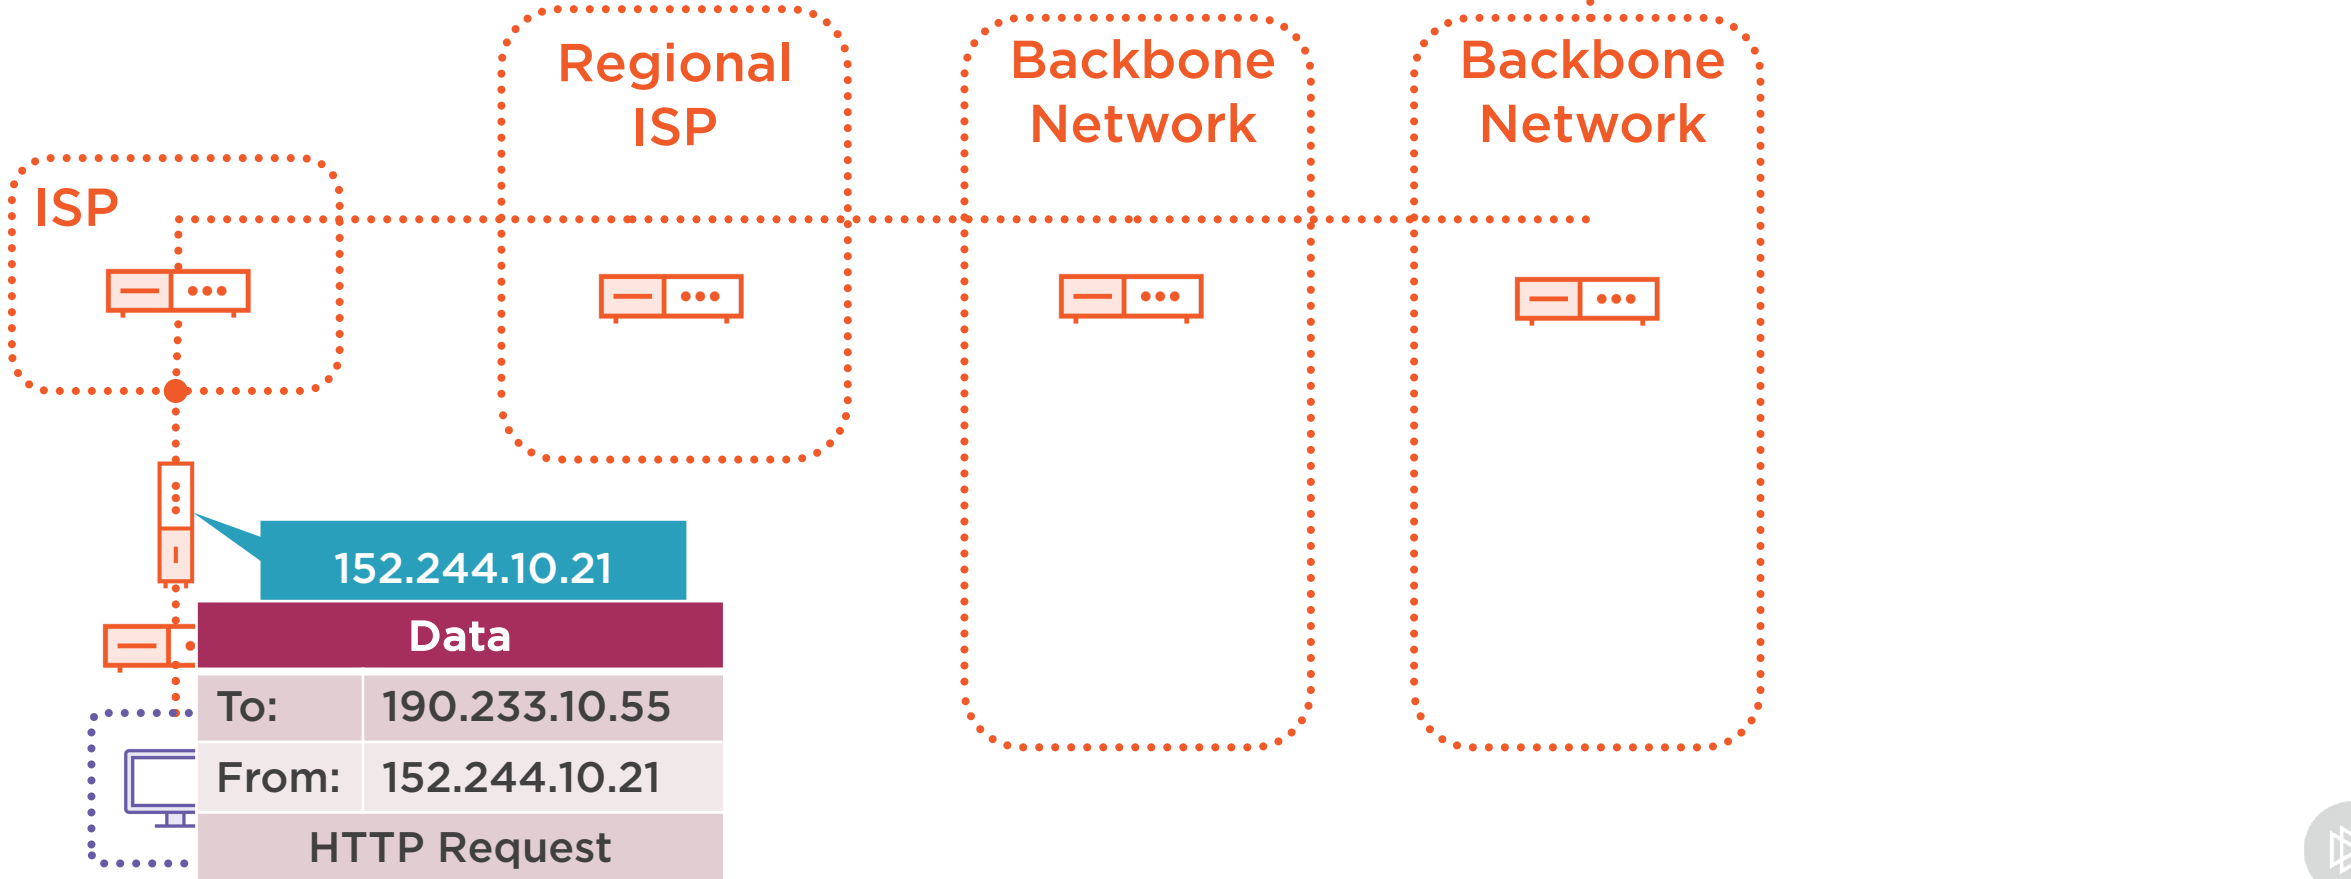 Regional
ISP
Backbone
Network
Backbone
Network
ISP
152.244.10.21
Data
To: 190.233.10.55
From: 152.244.10.21
HTTP Request